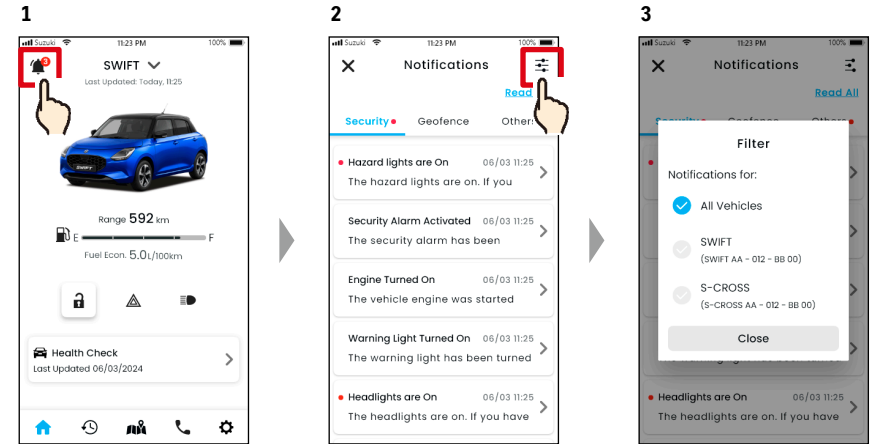 1
Suzuki 11:23 PM 100%
3
SWIFT
Last Updated: Today, 11:25
SWIFT
Range 592 km
E F
Fuel Econ. 5.0 L/100km
Health Check
Last Updated 06/03/2024
2
Suzuki 11:23 PM 100%
Notifications
Read
Security Geofence Other
Hazard lights are On 06/03 11:25
The hazard lights are on. If you
Security Alarm Activated 06/03 11:25
The security alarm has been
Engine Turned On 06/03 11:25
The vehicle engine was started
Warning Light Turned On 06/03 11:25
The warning light has been turned
Headlights are On 06/03 11:25
The headlights are on. If you have
3
Suzuki 11:23 PM 100%
Notifications
Read All
Security Geofence Others
Filter
Notifications for:
All Vehicles
SWIFT
(SWIFT AA - 012 - BB 00)
S-CROSS
(S-CROSS AA - 012 - BB 00)
Close
Headlights are On 06/03 11:25
The headlights are on. If you have